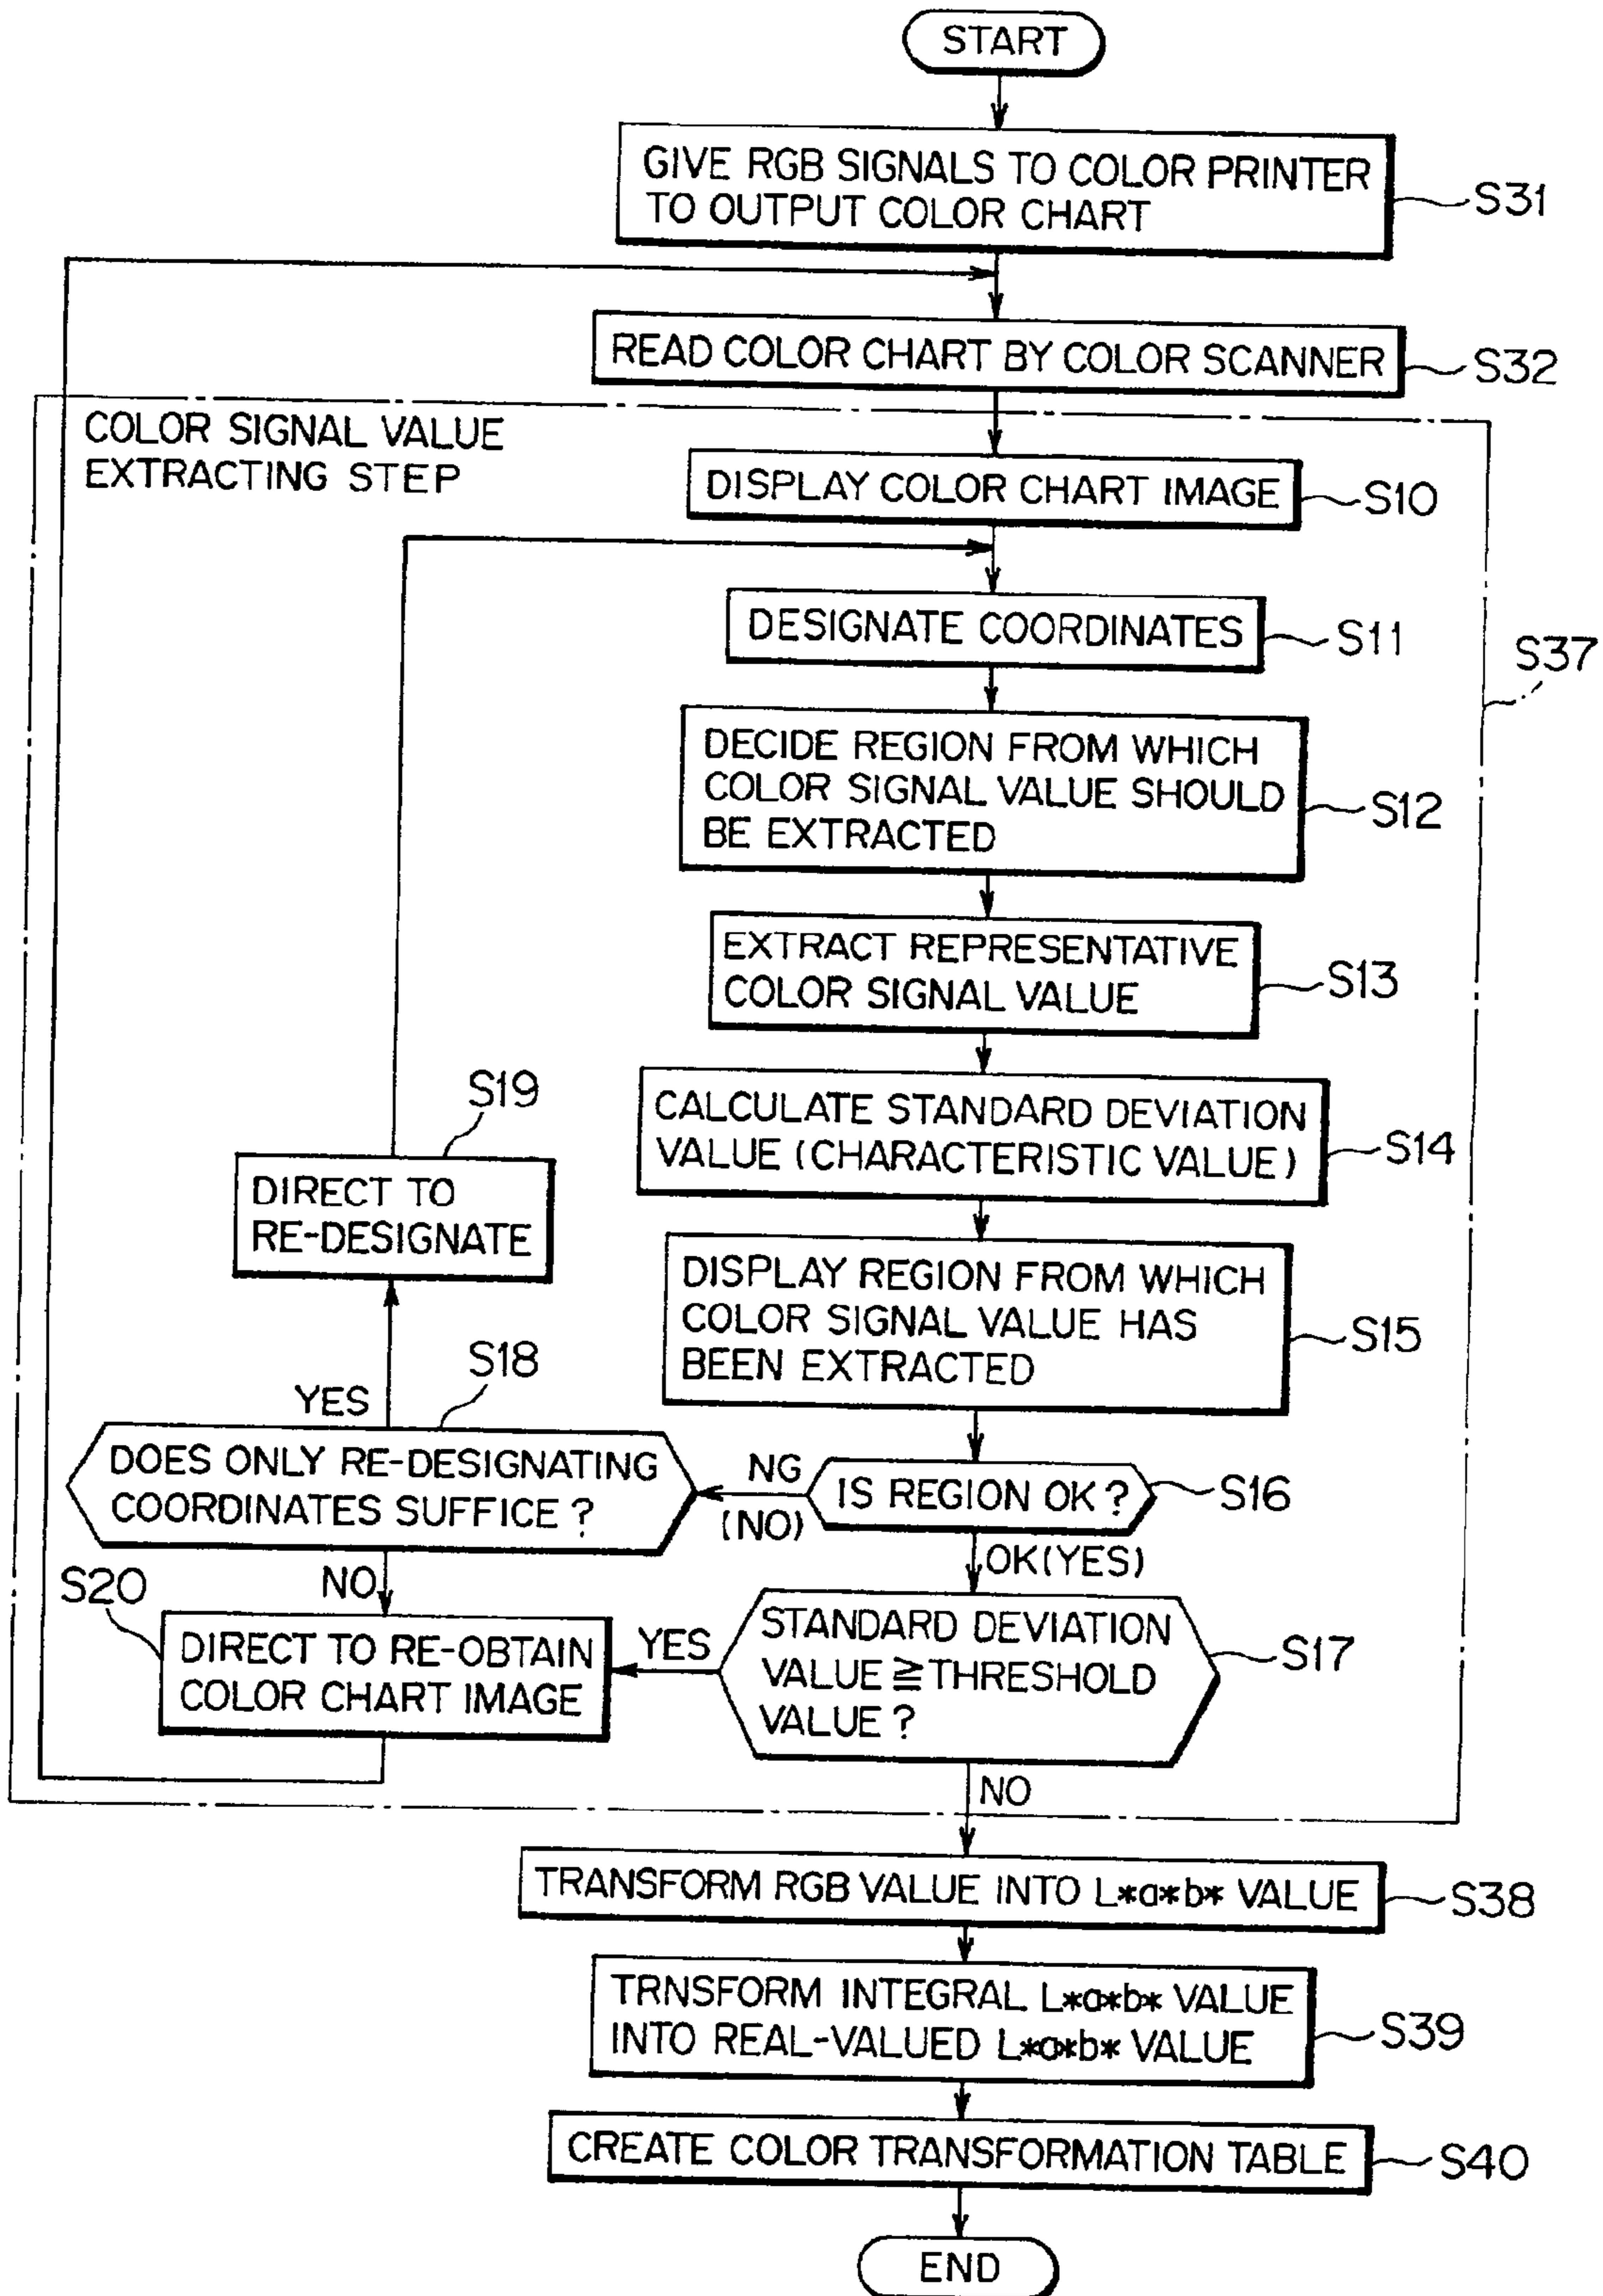 START
GIVE RGB SIGNALS TO COLOR PRINTER
TO OUTPUT COLOR CHART
S31
READ COLOR CHART BY COLOR SCANNER
S32
COLOR SIGNAL VALUE
EXTRACTING STEP
DISPLAY COLOR CHART IMAGE
S10
DESIGNATE COORDINATES
S11
S37
DECIDE REGION FROM WHICH
COLOR SIGNAL VALUE SHOULD
BE EXTRACTED
S12
EXTRACT REPRESENTATIVE
COLOR SIGNAL VALUE
S13
CALCULATE STANDARD DEVIATION
VALUE (CHARACTERISTIC VALUE)
S14
S19
DIRECT TO
RE-DESIGNATE
DISPLAY REGION FROM WHICH
COLOR SIGNAL VALUE HAS
BEEN EXTRACTED
S15
YES
S18
DOES ONLY RE-DESIGNATING
COORDINATES SUFFICE?
NG
(NO)
IS REGION OK?
S16
OK(YES)
S20
NO
DIRECT TO RE-OBTAIN
COLOR CHART IMAGE
YES
STANDARD DEVIATION
VALUE ≧ THRESHOLD
VALUE?
S17
NO
TRANSFORM RGB VALUE INTO L*a*b* VALUE
S38
TRNSFORM INTEGRAL L*a*b* VALUE
INTO REAL-VALUED L*a*b* VALUE
S39
CREATE COLOR TRANSFORMATION TABLE
S40
END